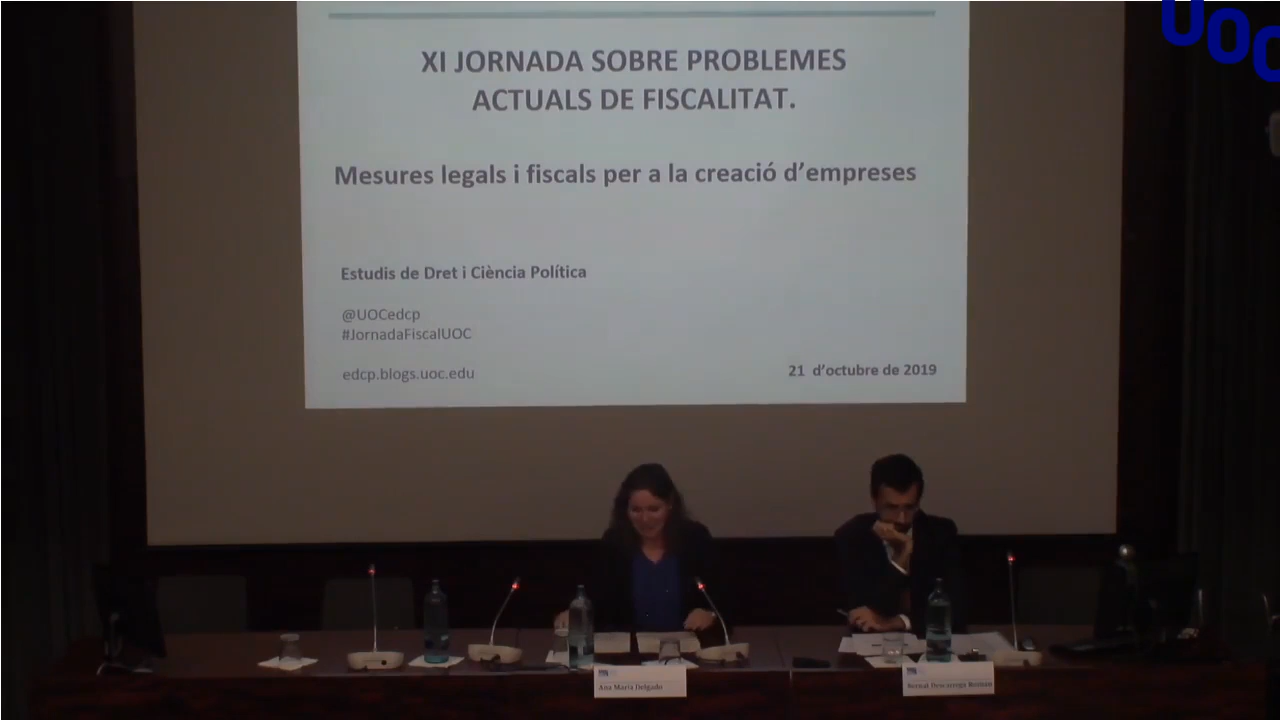 UOC
XI JORNADA SOBRE PROBLEMES
ACTUALS DE FISCALITAT.
Mesures legals i fiscals per a la creació d'empreses
Estudis de Dret i Ciència Política
@UOCedcp
#JornadaFiscalUOC
edcp.blogs.uoc.edu
21 d'octubre de 2019
Ana María Delgado
Bernat